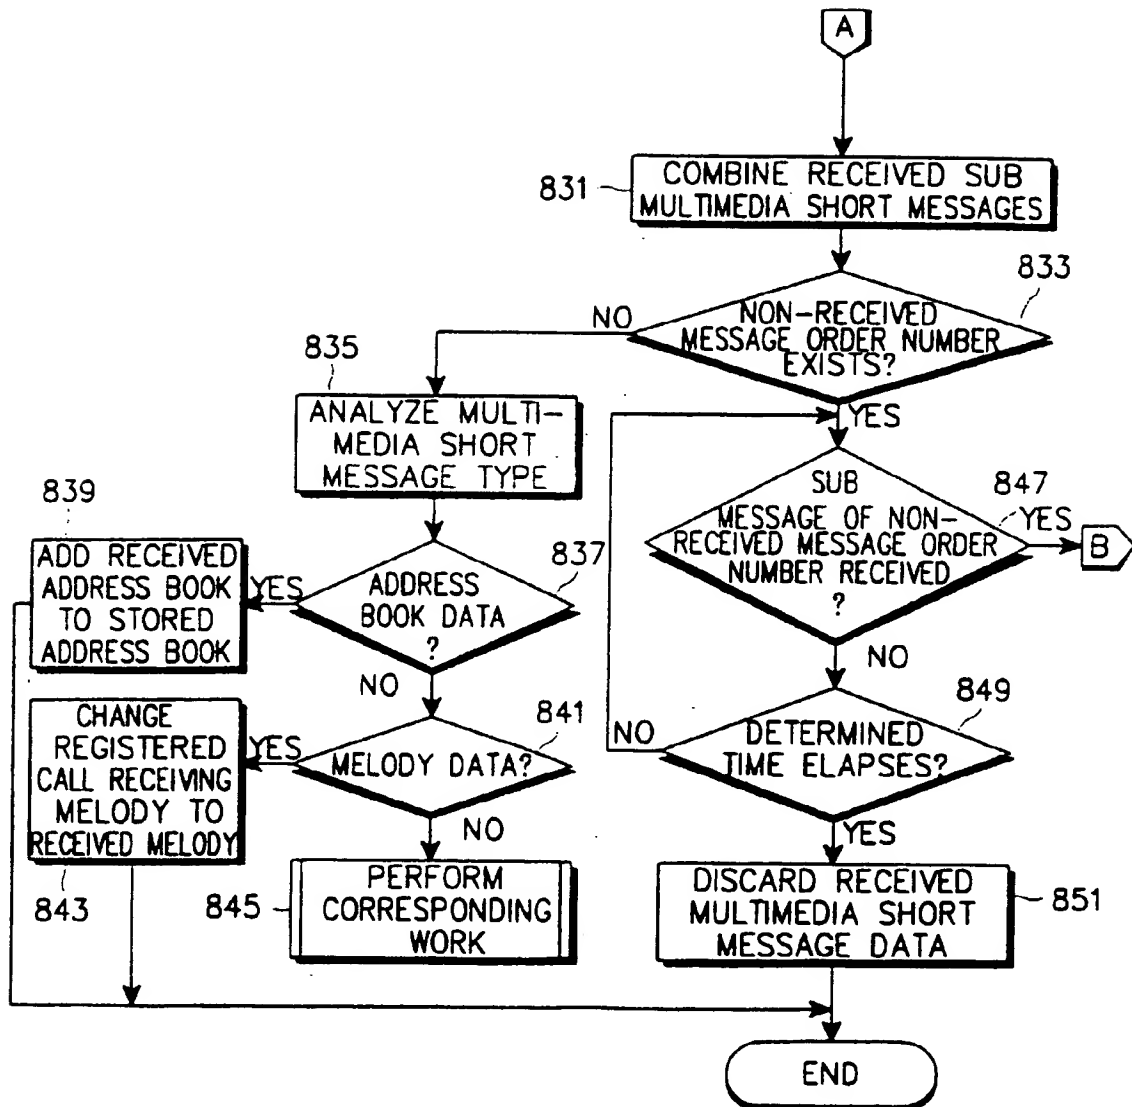 A
831
COMBINE RECEIVED SUB
MULTIMEDIA SHORT MESSAGES
833
NON-RECEIVED
MESSAGE ORDER NUMBER
EXISTS?
NO
YES
835
ANALYZE MULTI-
MEDIA SHORT
MESSAGE TYPE
847
SUB
MESSAGE OF NON-
RECEIVED MESSAGE ORDER
NUMBER RECEIVED
?
YES
B
NO
839
ADD RECEIVED
ADDRESS BOOK
TO STORED
ADDRESS BOOK
YES
837
ADDRESS
BOOK DATA
?
NO
849
DETERMINED
TIME ELAPSES?
NO
YES
CHANGE
REGISTERED
CALL RECEIVING
MELODY TO
RECEIVED MELODY
843
YES
841
MELODY DATA?
NO
845
PERFORM
CORRESPONDING
WORK
DISCARD RECEIVED
MULTIMEDIA SHORT
MESSAGE DATA
851
END